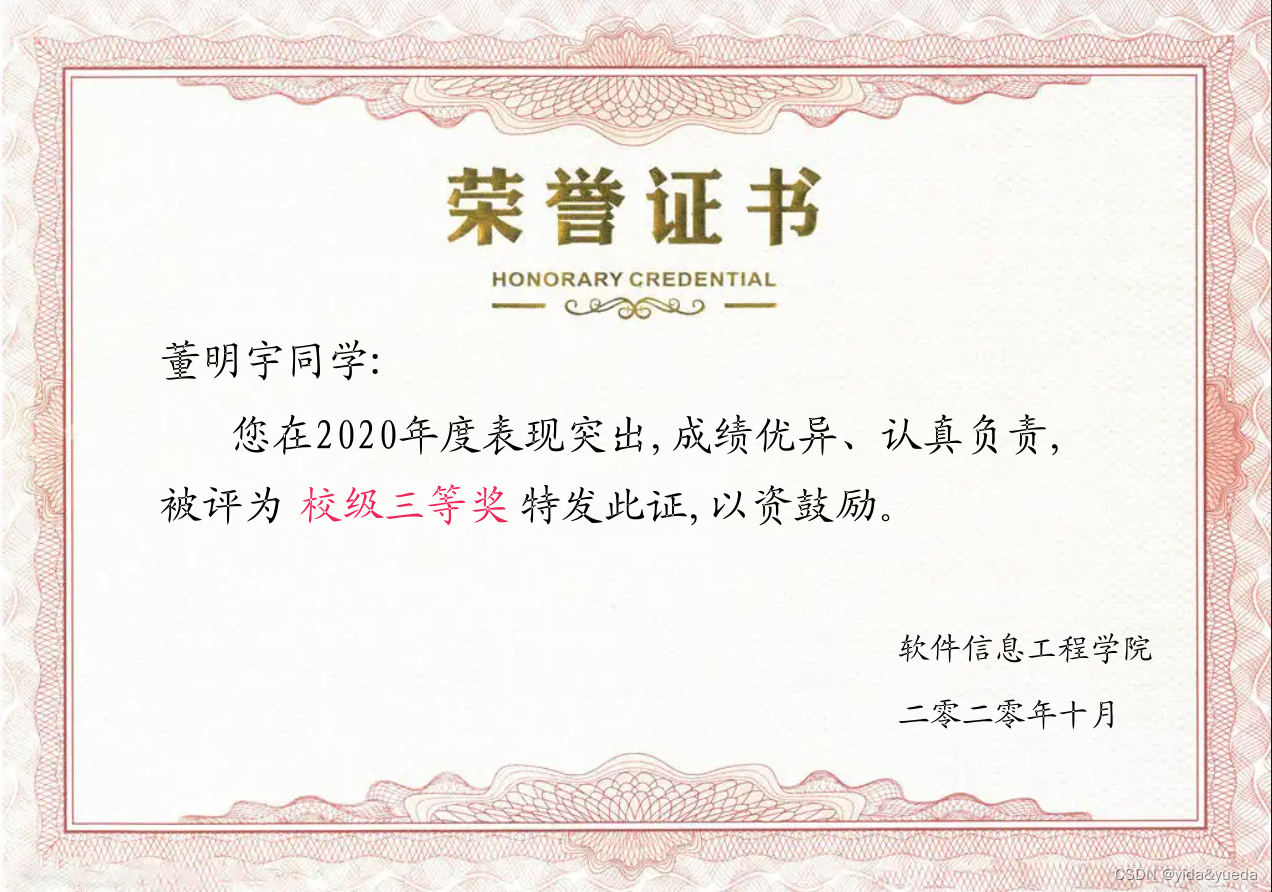 荣誉证书
HONORARY CREDENTIAL
董明宇同学:
您在2020年度表现突出,成绩优异、认真负责,
被评为 校级三等奖 特发此证,以资鼓励。
软件信息工程学院
二零二零年十月
CSDN @yida&yueda